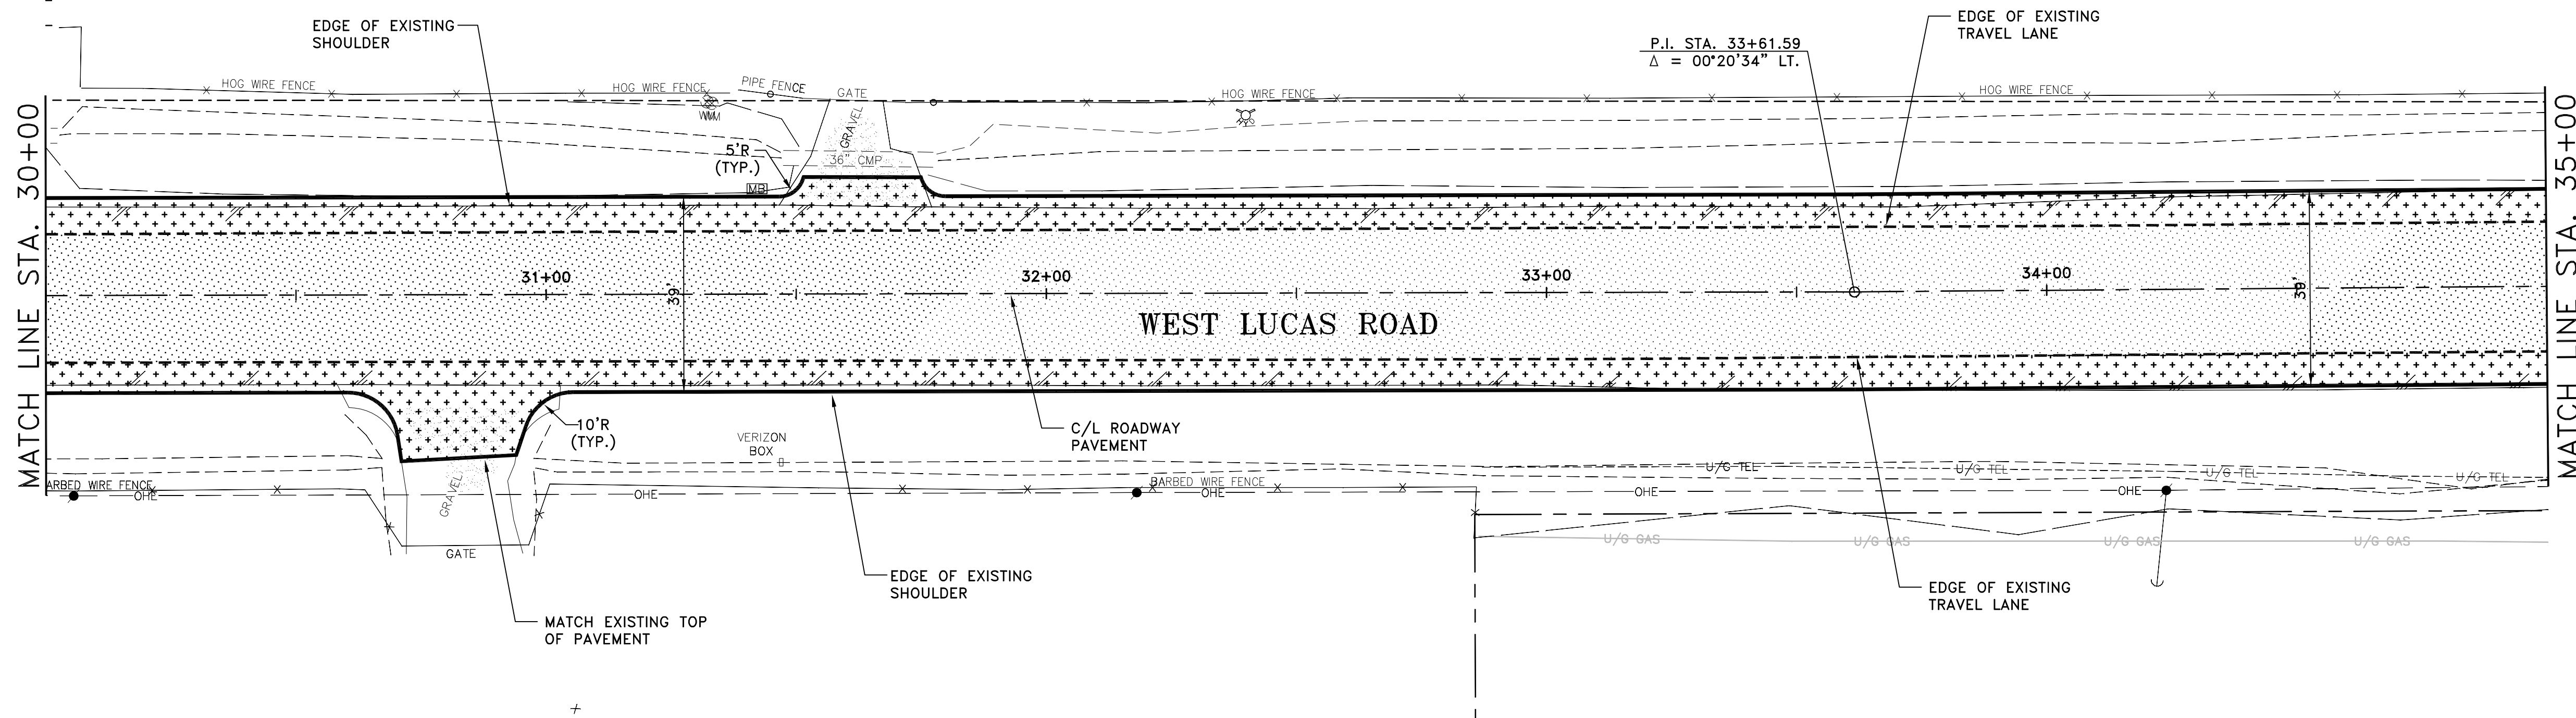 EDGE OF EXISTING
SHOULDER
EDGE OF EXISTING
TRAVEL LANE
P.I. STA. 33+61.59
Δ = 00°20'34" LT.
HOG WIRE FENCE
HOG WIRE FENCE
PIPE FENCE
GATE
HOG WIRE FENCE
HOG WIRE FENCE
WM
GRAVEL
5'R
(TYP.)
36" CMP
MB
MATCH LINE STA. 30+00
MATCH LINE STA. 35+00
31+00
32+00
33+00
34+00
39'
39'
WEST LUCAS ROAD
10'R
(TYP.)
VERIZON
BOX
C/L ROADWAY
PAVEMENT
U/G TEL
U/G TEL
U/G TEL
U/G TEL
ARBED WIRE FENCE
OHE
OHE
BARBED WIRE FENCE
OHE
OHE
OHE
GRAVEL
GATE
U/G GAS
U/G GAS
U/G GAS
U/G GAS
EDGE OF EXISTING
SHOULDER
EDGE OF EXISTING
TRAVEL LANE
MATCH EXISTING TOP
OF PAVEMENT